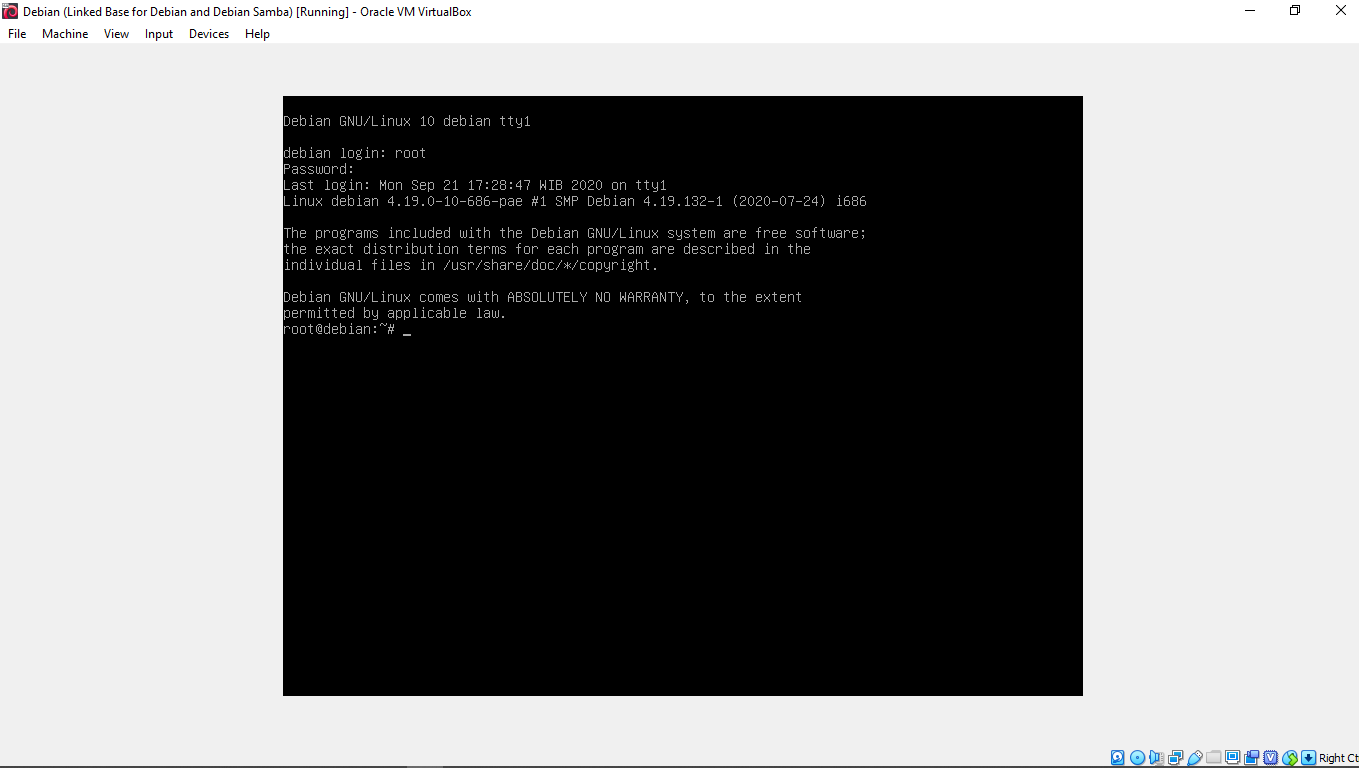 Debian (Linked Base for Debian and Debian Samba) [Running] - Oracle VM VirtualBox
File Machine View Input Devices Help
Debian GNU/Linux 10 debian tty1
debian login: root
Password:
Last login: Mon Sep 21 17:28:47 WIB 2020 on tty1
Linux debian 4.19.0-10-686-pae #1 SMP Debian 4.19.132-1 (2020-07-24) i686
The programs included with the Debian GNU/Linux system are free software;
the exact distribution terms for each program are described in the
individual files in /usr/share/doc/*/copyright.
Debian GNU/Linux comes with ABSOLUTELY NO WARRANTY, to the extent
permitted by applicable law.
root@debian:~# _
Right Ct